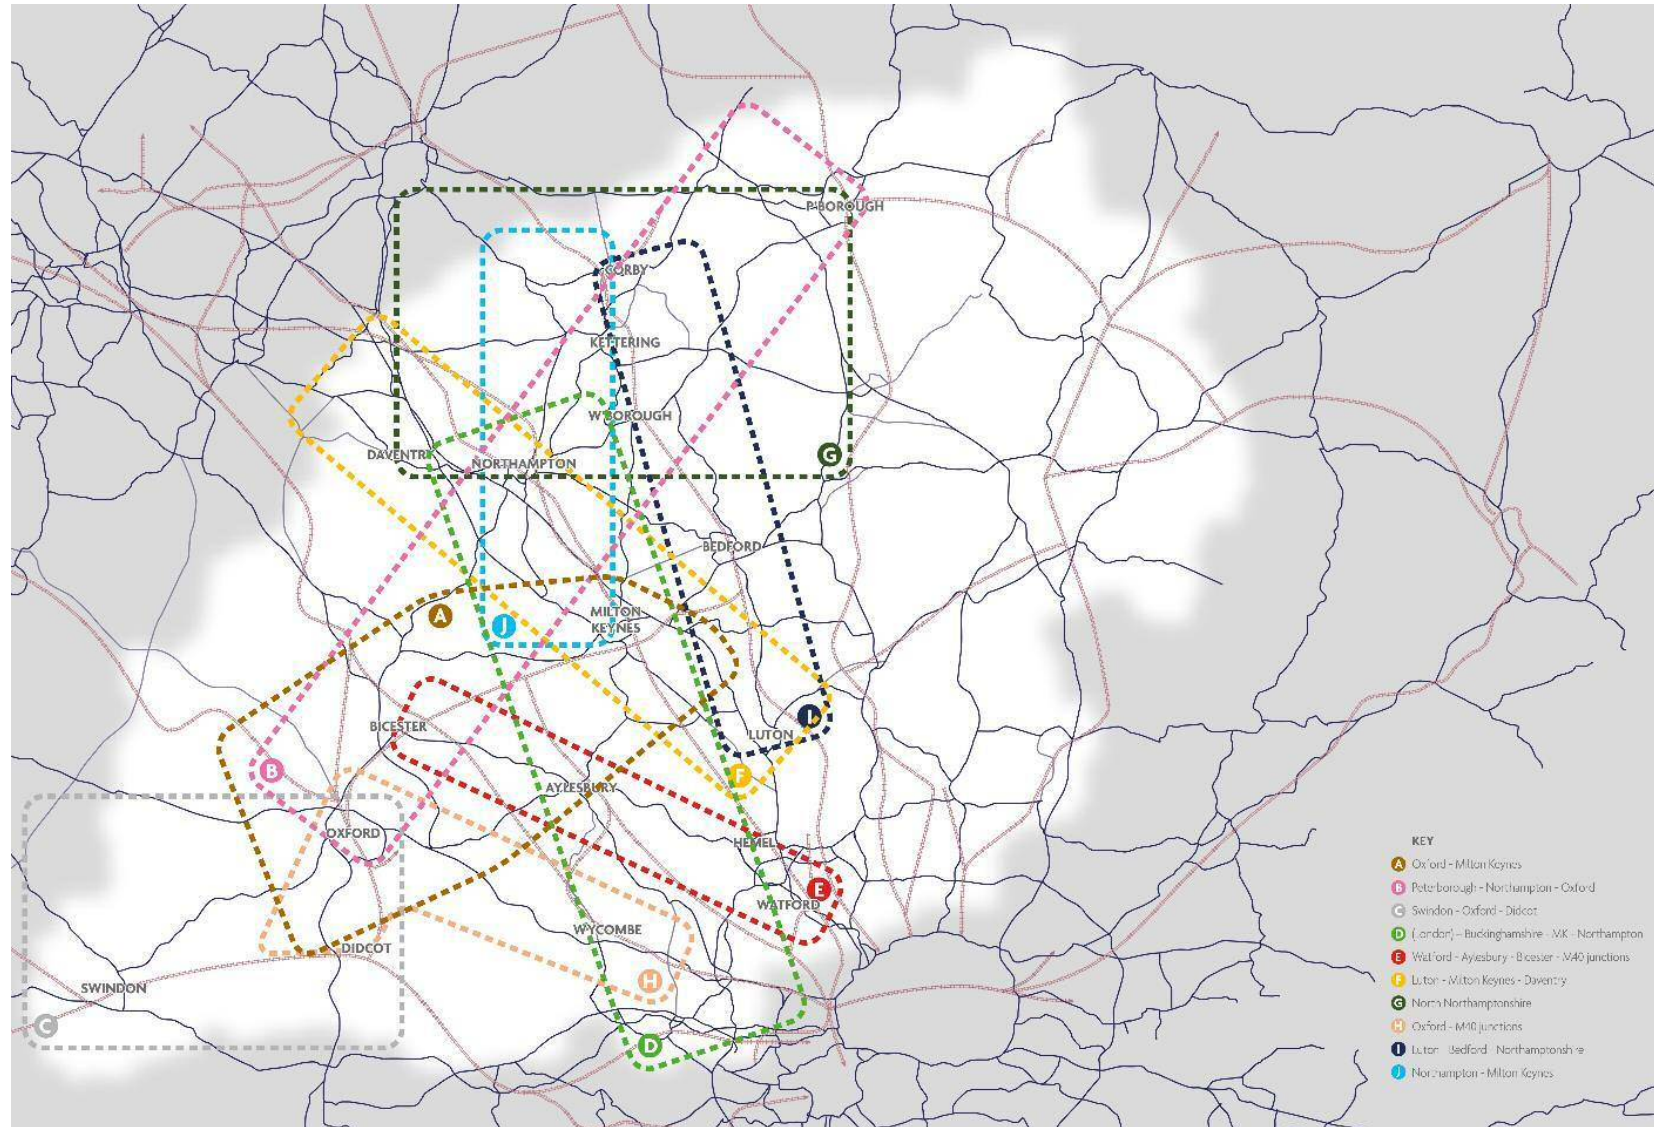 P'BOROUGH
CORBY
KETTERING
W'BOROUGH
DAVENTRY
NORTHAMPTON
G
BEDFORD
A
J
MILTON
KEYNES
I
BICESTER
LUTON
B
F
AYLESBURY
OXFORD
HEMEL
E
WATFORD
WYCOMBE
DIDCOT
H
SWINDON
C
D
KEY
A Oxford - Milton Keynes
B Peterborough - Northampton - Oxford
C Swindon - Oxford - Didcot
D (London) – Buckinghamshire - MK - Northampton
E Watford - Aylesbury - Bicester - M40 junctions
F Luton - Milton Keynes - Daventry
G North Northamptonshire
H Oxford - M40 junctions
I Luton - Bedford - Northamptonshire
J Northampton - Milton Keynes